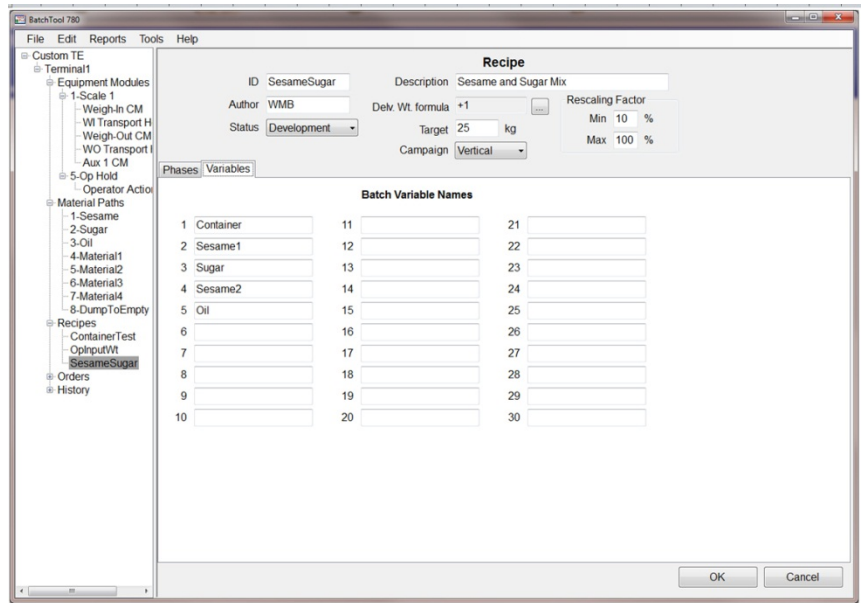 BatchTool 780
File Edit Reports Tools Help
Custom TE
Terminal1
Equipment Modules
1-Scale 1
Weigh-In CM
WI Transport H
Weigh-Out CM
WO Transport I
Aux 1 CM
5-Op Hold
Operator Actio
Material Paths
1-Sesame
2-Sugar
3-Oil
4-Material1
5-Material2
6-Material3
7-Material4
8-DumpToEmpty
Recipes
ContainerTest
OpInputWt
SesameSugar
Orders
History
Recipe
ID SesameSugar Description Sesame and Sugar Mix
Author WMB Delv. Wt. formula +1 ... Rescaling Factor
Min 10 %
Status Development Target 25 kg
Max 100 %
Campaign Vertical
Phases Variables
Batch Variable Names
1 Container 11 21
2 Sesame1 12 22
3 Sugar 13 23
4 Sesame2 14 24
5 Oil 15 25
6 16 26
7 17 27
8 18 28
9 19 29
10 20 30
OK Cancel